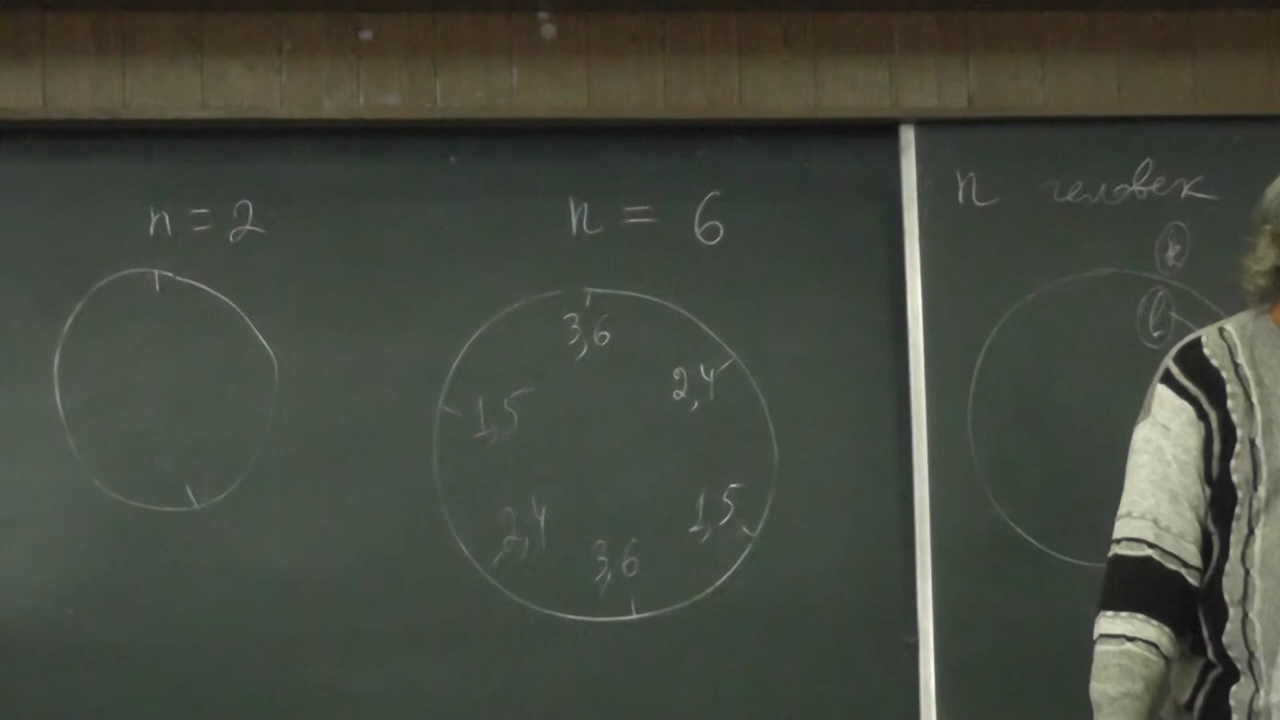 n = 2
n = 6
3,6
2,4
1,5
1,5
2,4
3,6
n человек
k
l